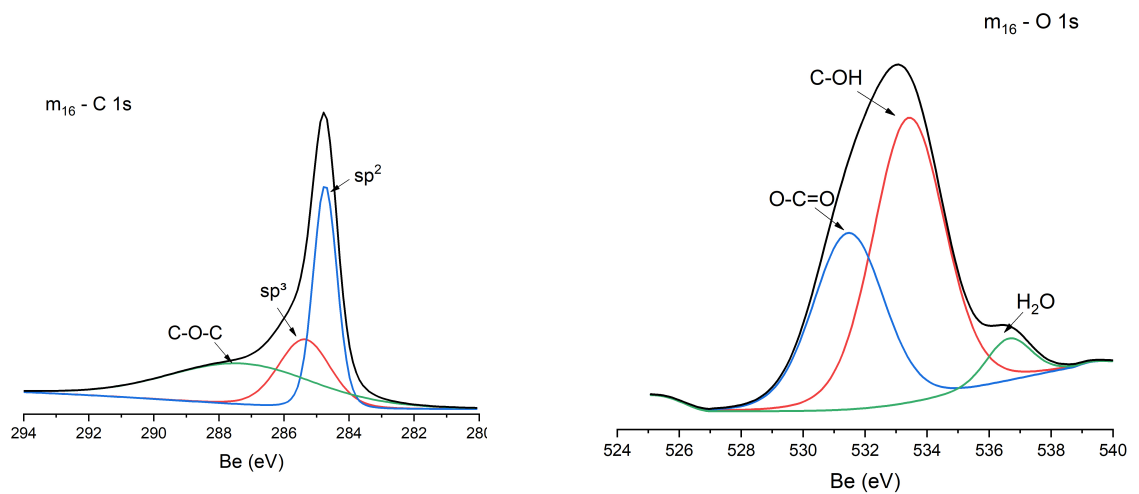 m₁₆ - C 1s
sp²
sp³
C-O-C
294 292 290 288 286 284 282 280
Be (eV)
m₁₆ - O 1s
C-OH
O-C=O
H₂O
524 526 528 530 532 534 536 538 540
Be (eV)